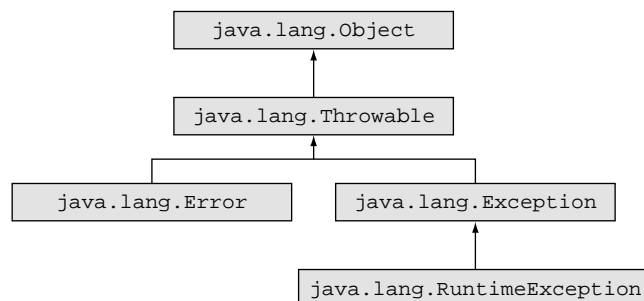 java.lang.Object
java.lang.Throwable
java.lang.Error
java.lang.Exception
java.lang.RuntimeException